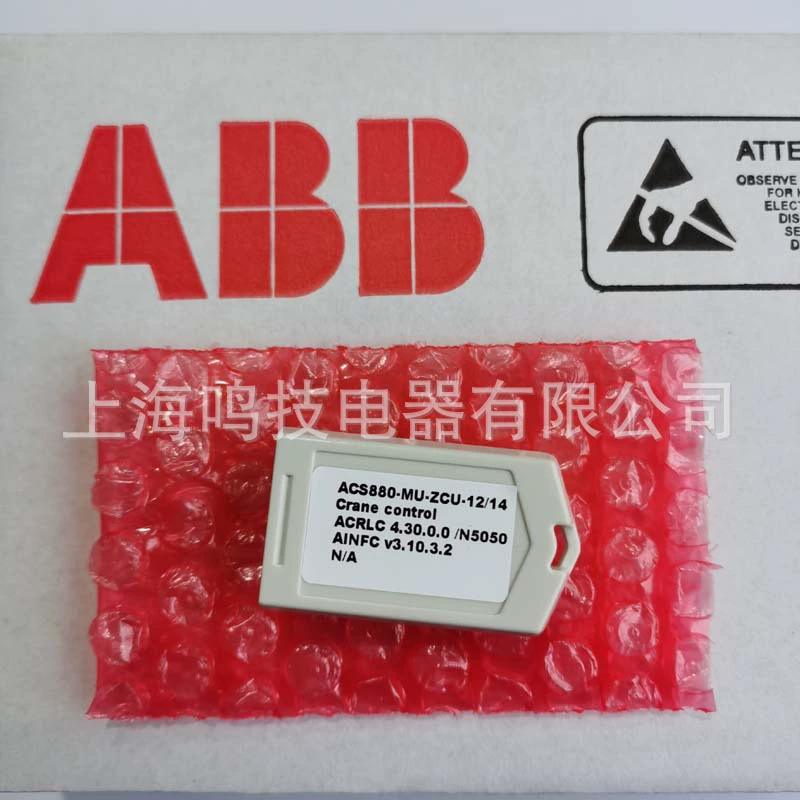 ABB
ATTE
OBSERVE
FOR
ELECT
DIS
SE
D
上海鸣技电器有限公司
ACS880-MU-ZCU-12/14
Crane control
ACRLC 4.30.0.0 /N5050
AINFC v3.10.3.2
N/A